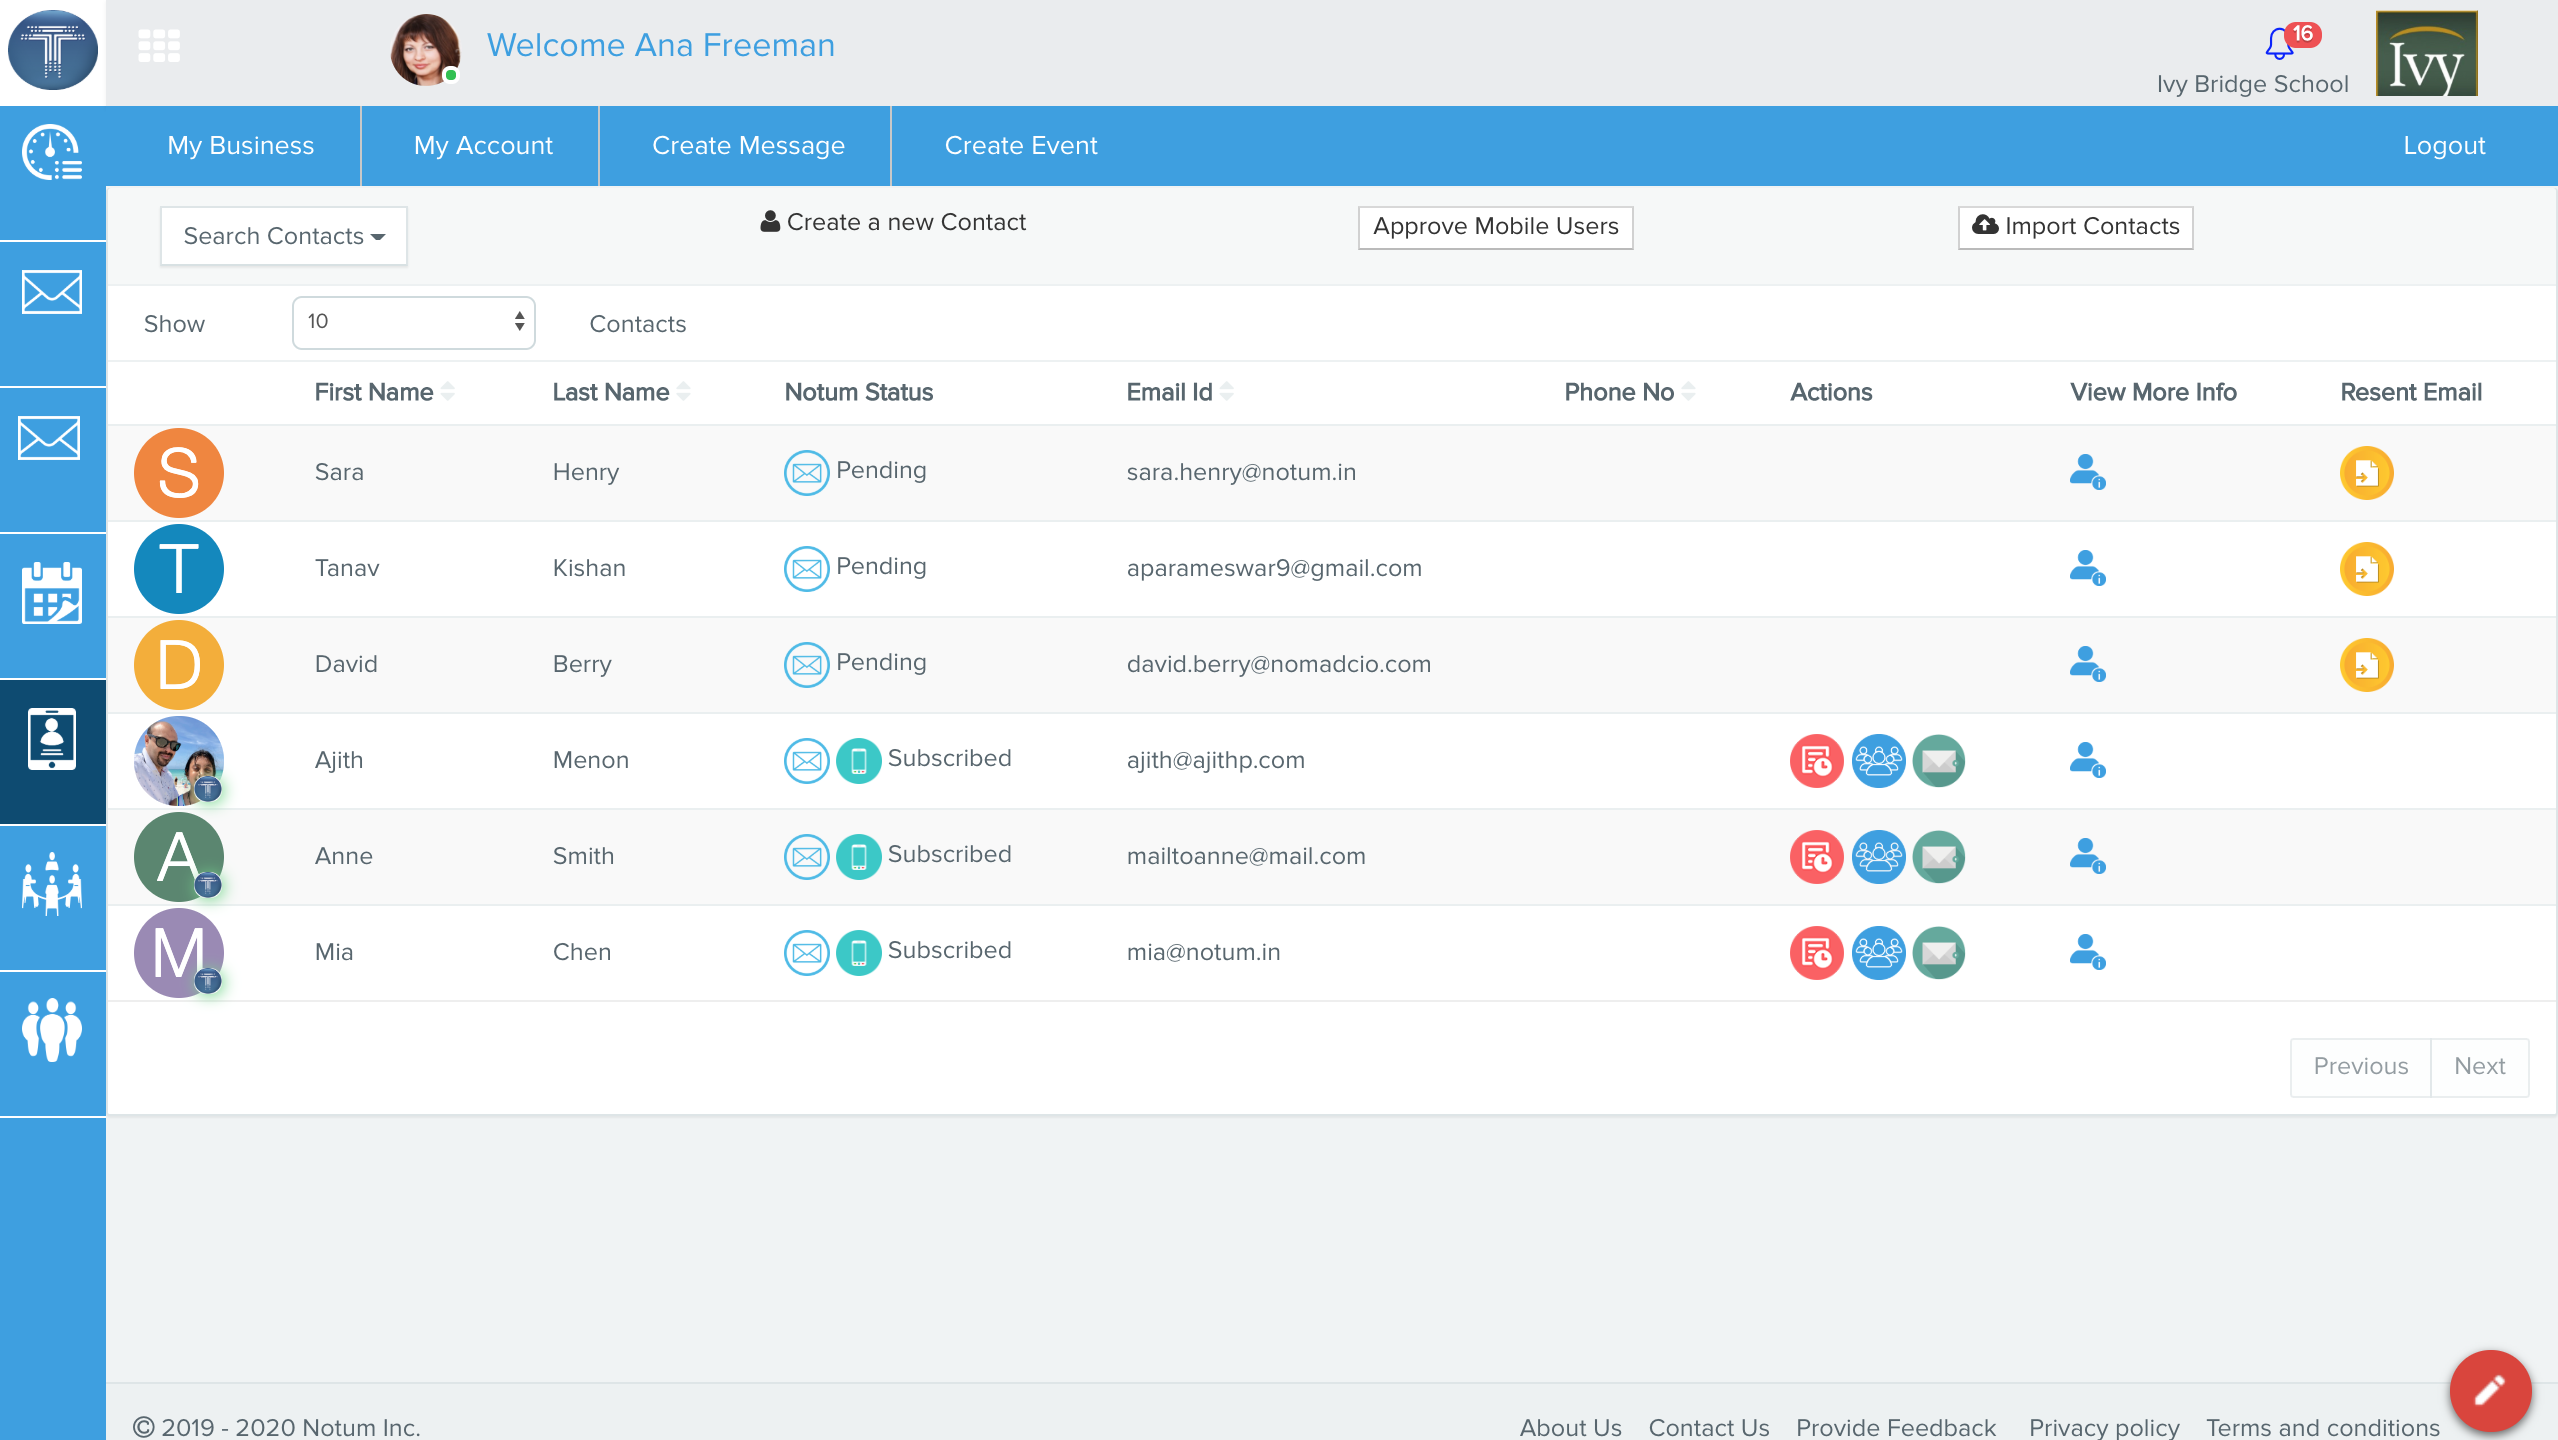 Welcome Ana Freeman
16
Ivy Bridge School
Ivy
My Business My Account Create Message Create Event Logout
Search Contacts Create a new Contact Approve Mobile Users Import Contacts
Show 10 Contacts
First Name Last Name Notum Status Email Id Phone No Actions View More Info Resent Email
S Sara Henry Pending sara.henry@notum.in
T Tanav Kishan Pending aparameswar9@gmail.com
D David Berry Pending david.berry@nomadcio.com
Ajith Menon Subscribed ajith@ajithp.com
A Anne Smith Subscribed mailtoanne@mail.com
M Mia Chen Subscribed mia@notum.in
Previous Next
© 2019 - 2020 Notum Inc. About Us Contact Us Provide Feedback Privacy policy Terms and conditions